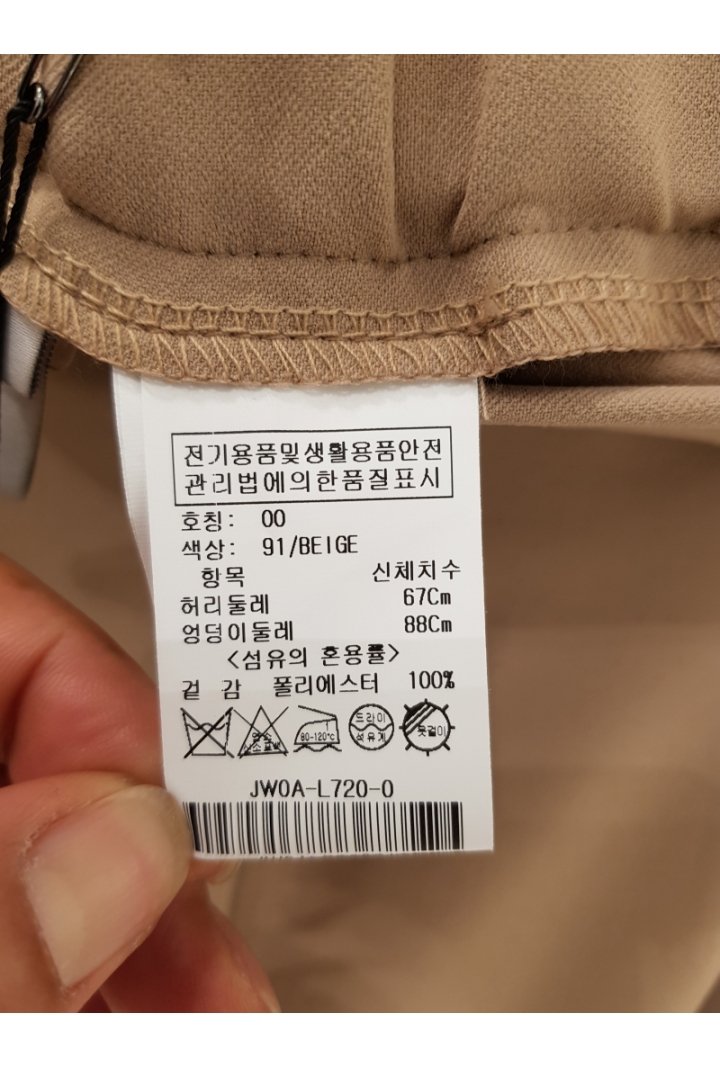 전기용품및생활용품안전
관리법에의한품질표시
호칭: 00
색상: 91/BEIGE
항목 신체치수
허리둘레 67Cm
엉덩이둘레 88Cm
<섬유의 혼용률>
겉 감 폴리에스터 100%
80-120℃ 드라이 석유계 옷걸이
JW0A-L720-0